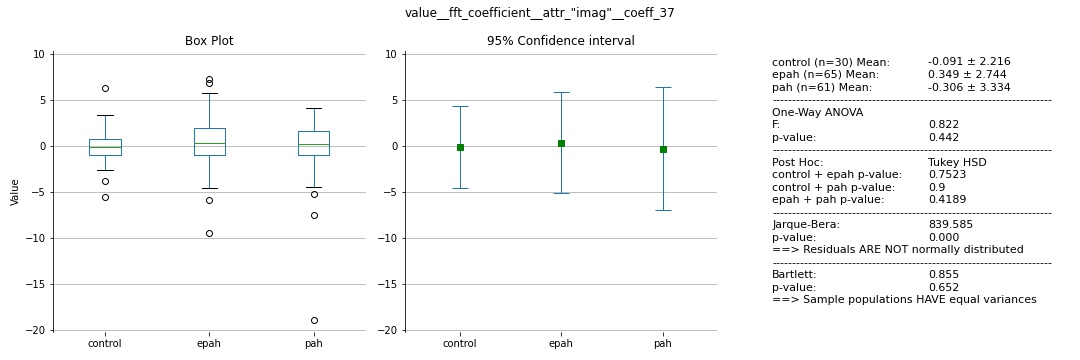 value__fft_coefficient__attr_"imag"__coeff_37
Box Plot
10
5
0
−5
−10
−15
−20
Value
control
epah
pah
95% Confidence interval
10
5
0
−5
−10
−15
−20
control
epah
pah
control (n=30) Mean: -0.091 ± 2.216
epah (n=65) Mean: 0.349 ± 2.744
pah (n=61) Mean: -0.306 ± 3.334
One-Way ANOVA
F: 0.822
p-value: 0.442
Post Hoc: Tukey HSD
control + epah p-value: 0.7523
control + pah p-value: 0.9
epah + pah p-value: 0.4189
Jarque-Bera: 839.585
p-value: 0.000
==> Residuals ARE NOT normally distributed
Bartlett: 0.855
p-value: 0.652
==> Sample populations HAVE equal variances